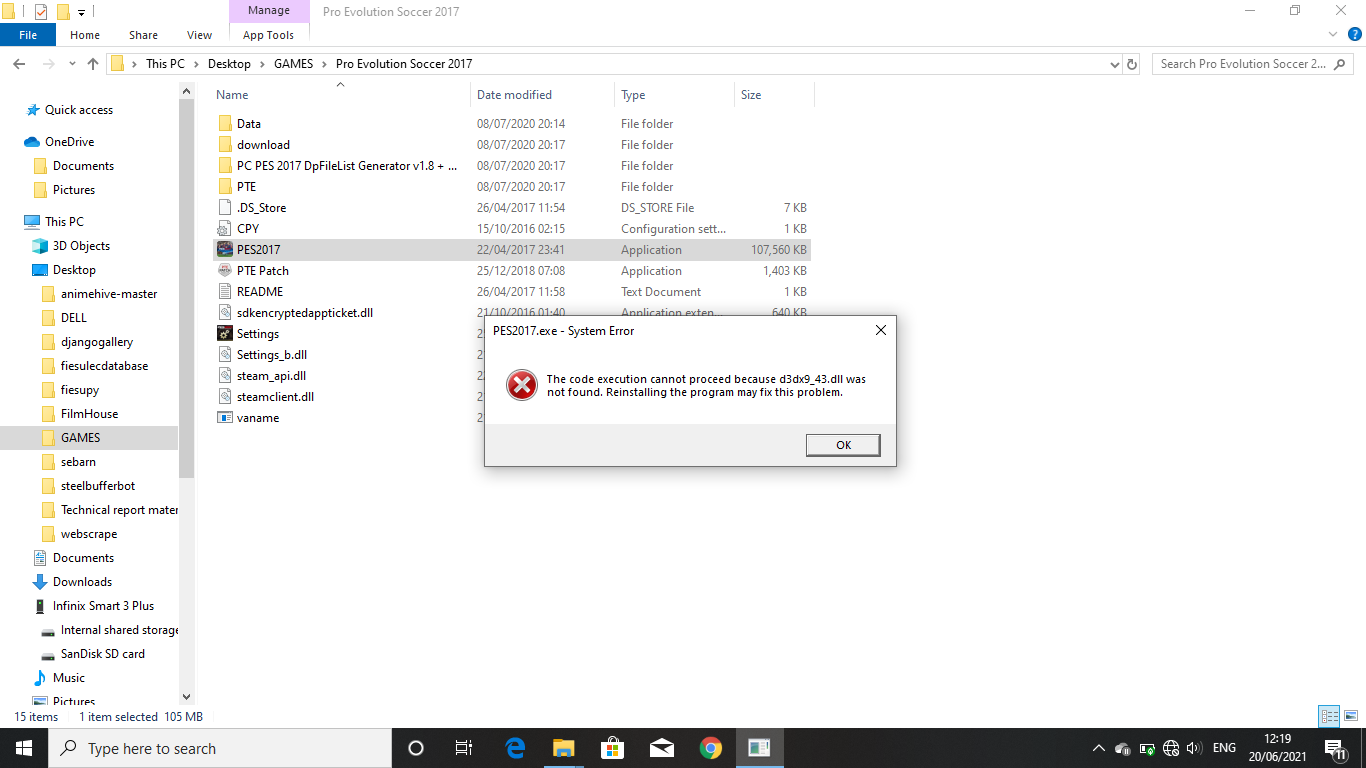 Manage
Pro Evolution Soccer 2017
File
Home
Share
View
App Tools
This PC
Desktop
GAMES
Pro Evolution Soccer 2017
Search Pro Evolution Soccer 2...
Name
Date modified
Type
Size
Quick access
OneDrive
Documents
Pictures
This PC
3D Objects
Desktop
animehive-master
DELL
djangogallery
fiesulecdatabase
fiesupy
FilmHouse
GAMES
sebarn
steelbufferbot
Technical report mater
webscrape
Documents
Downloads
Infinix Smart 3 Plus
Internal shared storage
SanDisk SD card
Music
Pictures
Data 08/07/2020 20:14 File folder
download 08/07/2020 20:17 File folder
PC PES 2017 DpFileList Generator v1.8 + ... 08/07/2020 20:17 File folder
PTE 08/07/2020 20:17 File folder
.DS_Store 26/04/2017 11:54 DS_STORE File 7 KB
CPY 15/10/2016 02:15 Configuration sett... 1 KB
PES2017 22/04/2017 23:41 Application 107,560 KB
PTE Patch 25/12/2018 07:08 Application 1,403 KB
README 26/04/2017 11:58 Text Document 1 KB
sdkencryptedappticket.dll 21/10/2016 01:40 Application exten... 640 KB
Settings
Settings_b.dll
steam_api.dll
steamclient.dll
vaname
PES2017.exe - System Error
The code execution cannot proceed because d3dx9_43.dll was
not found. Reinstalling the program may fix this problem.
OK
15 items 1 item selected 105 MB
Type here to search
ENG
12:19
20/06/2021
11